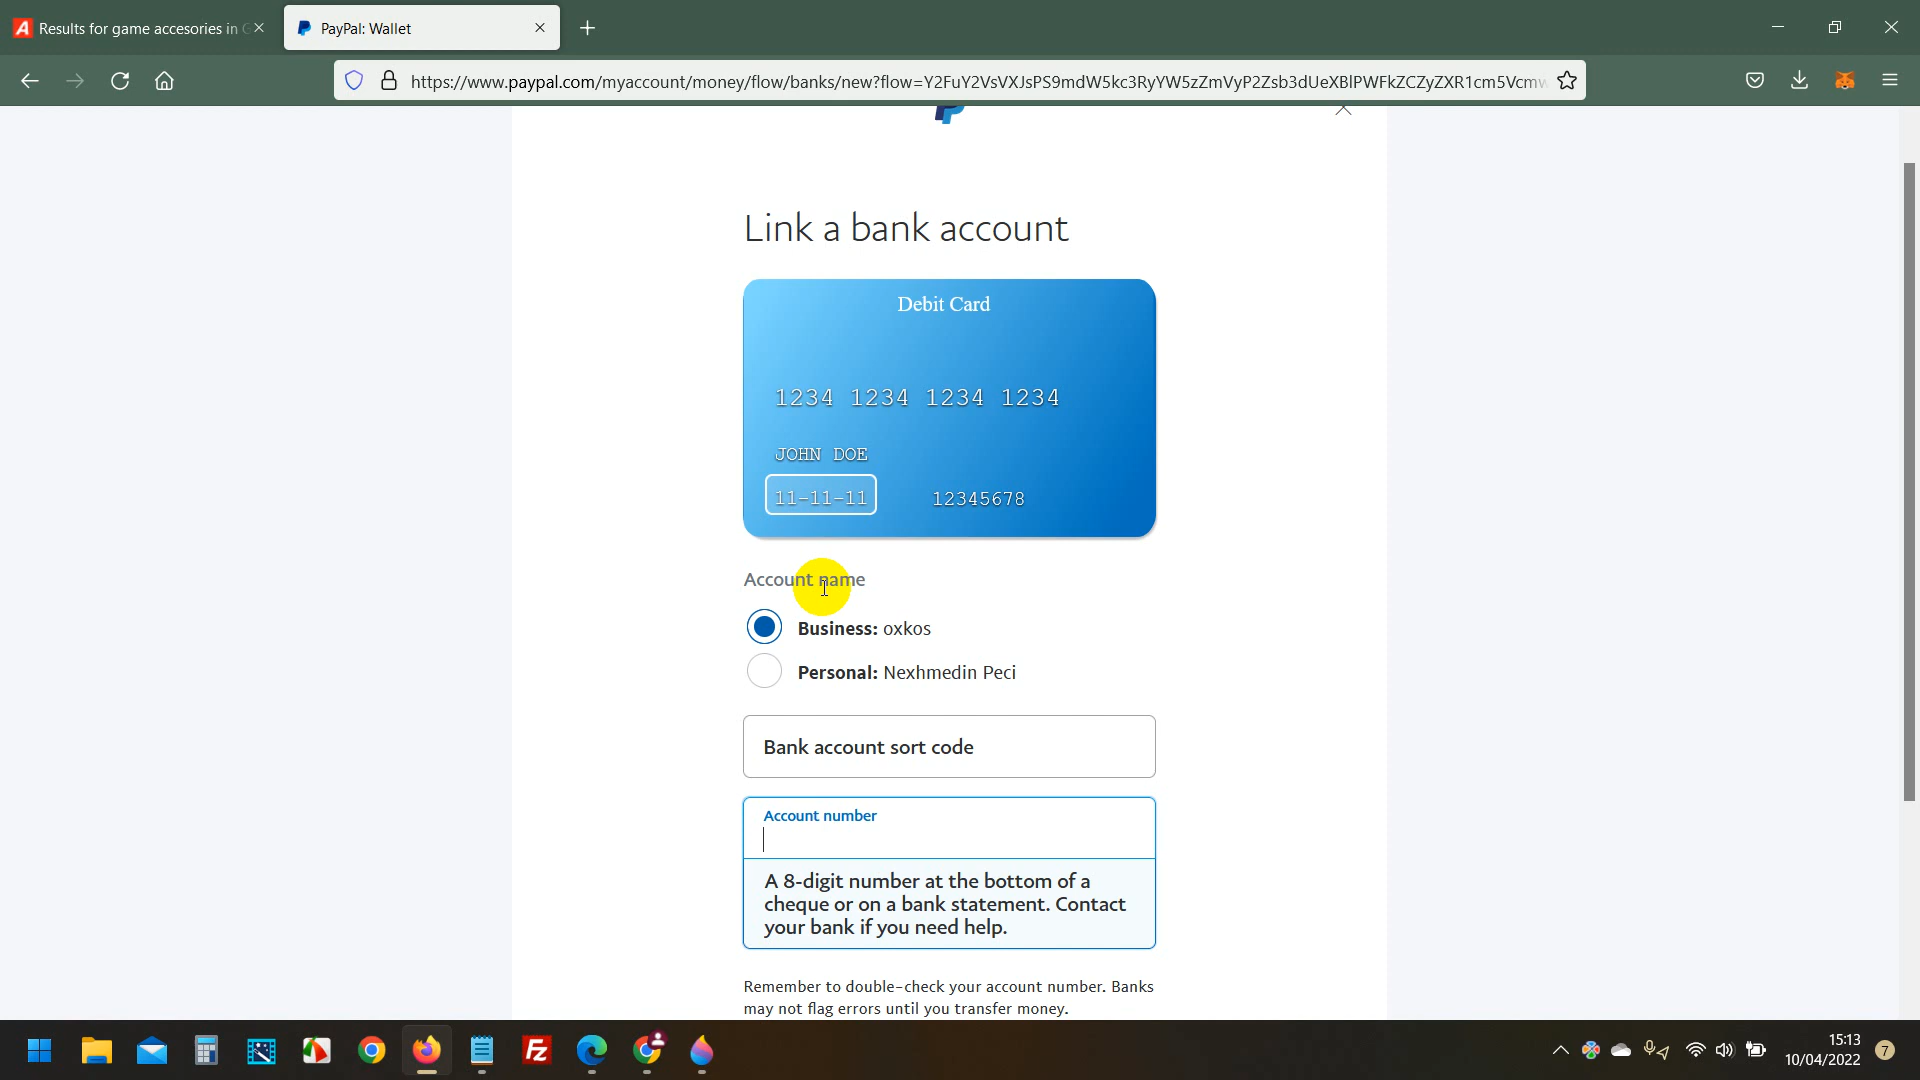 Results for game accesories in G
PayPal: Wallet
https://www.paypal.com/myaccount/money/flow/banks/new?flow=Y2FuY2VsVXJsPS9mdW5kc3RyYW5zZmVyP2Zsb3dUeXBlPWFkZCZyZXR1cm5Vcmw
Link a bank account
Debit Card
1234 1234 1234 1234
JOHN DOE
11-11-11 12345678
Account name
Business: oxkos
Personal: Nexhmedin Peci
Bank account sort code
Account number
A 8-digit number at the bottom of a
cheque or on a bank statement. Contact
your bank if you need help.
Remember to double-check your account number. Banks
may not flag errors until you transfer money.
15:13
10/04/2022
7